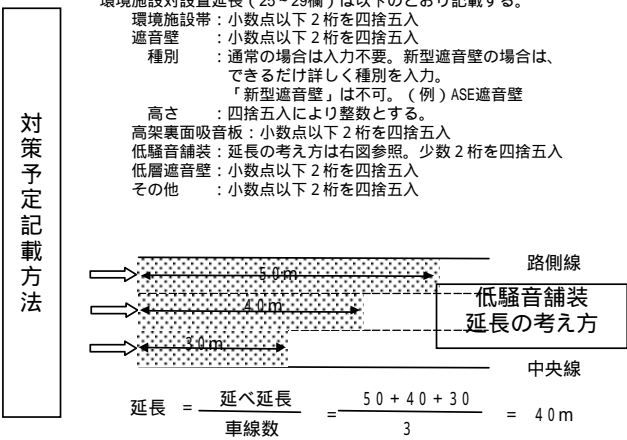 環境施設対設置延長(25~29欄)は以下のとおり記載する。
環境施設帯:小数点以下2桁を四捨五入
遮音壁 :小数点以下2桁を四捨五入
種別 :通常の場合は入力不要。新型遮音壁の場合は、
できるだけ詳しく種別を入力。
「新型遮音壁」は不可。(例)ASE遮音壁
高さ :四捨五入により整数とする。
高架裏面吸音板:小数点以下2桁を四捨五入
低騒音舗装:延長の考え方は右図参照。少数2桁を四捨五入
低層遮音壁:小数点以下2桁を四捨五入
その他 :小数点以下2桁を四捨五入
対策予定記載方法
路側線
50m
低騒音舗装
延長の考え方
40m
30m
中央線
延長 = 延べ延長 / 車線数 = 50+40+30 / 3 = 40m